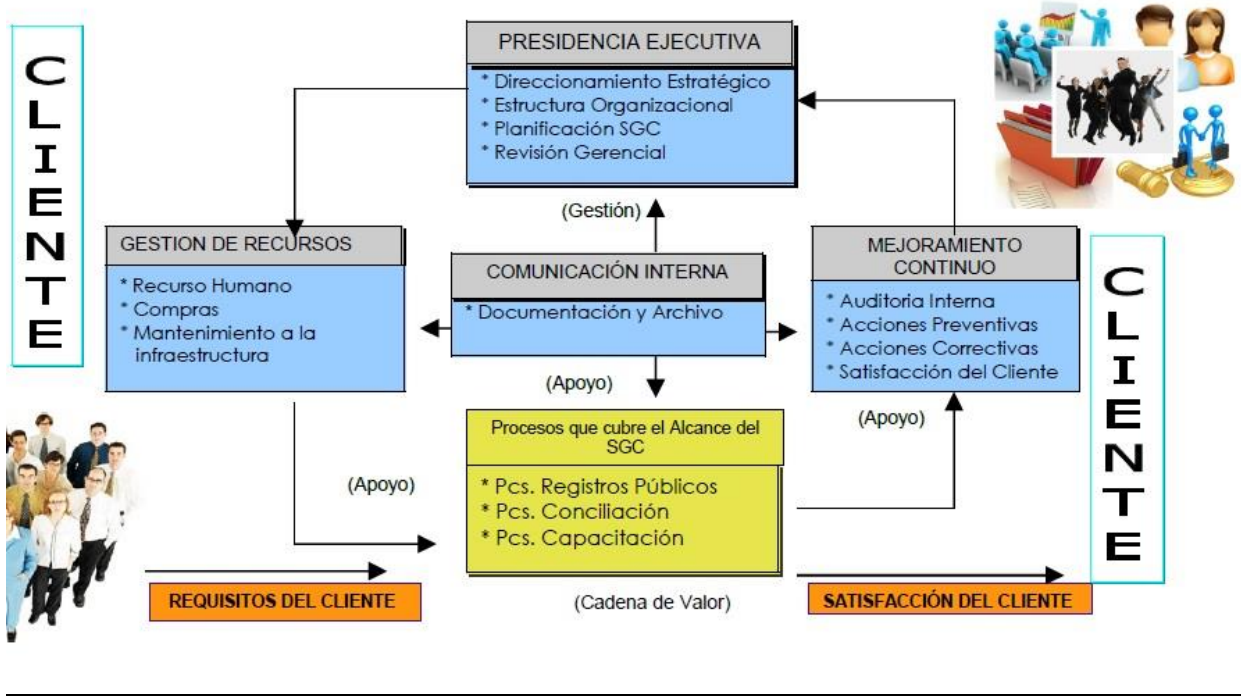 CLIENTE
PRESIDENCIA EJECUTIVA
* Direccionamiento Estratégico
* Estructura Organizacional
* Planificación SGC
* Revisión Gerencial
(Gestión)
GESTION DE RECURSOS
* Recurso Humano
* Compras
* Mantenimiento a la
infraestructura
COMUNICACIÓN INTERNA
* Documentación y Archivo
MEJORAMIENTO
CONTINUO
* Auditoria Interna
* Acciones Preventivas
* Acciones Correctivas
* Satisfacción del Cliente
CLIENTE
(Apoyo)
(Apoyo)
Procesos que cubre el Alcance del
SGC
* Pcs. Registros Públicos
* Pcs. Conciliación
* Pcs. Capacitación
(Apoyo)
REQUISITOS DEL CLIENTE
(Cadena de Valor)
SATISFACCIÓN DEL CLIENTE